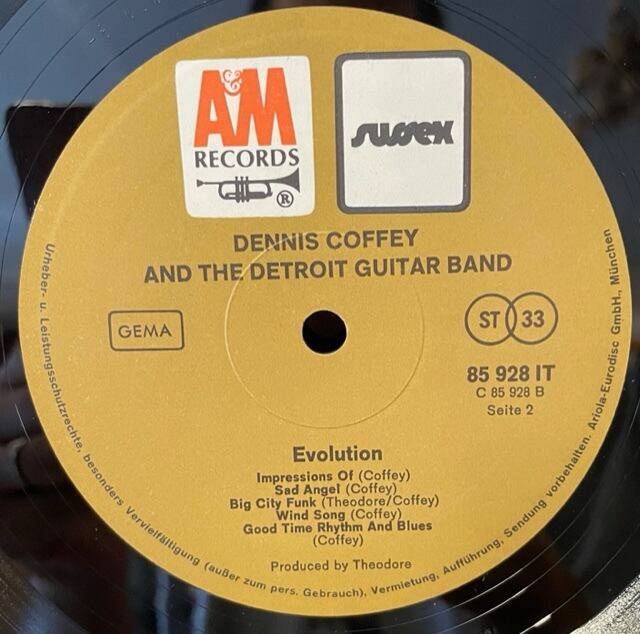 A&M
RECORDS
®
sussex
DENNIS COFFEY
AND THE DETROIT GUITAR BAND
GEMA
ST 33
85 928 IT
C 85 928 B
Seite 2
Evolution
Impressions Of (Coffey)
Sad Angel (Coffey)
Big City Funk (Theodore/Coffey)
Wind Song (Coffey)
Good Time Rhythm And Blues
(Coffey)
Produced by Theodore
Urheber- u. Leistungsschutzrechte, besonders Vervielfältigung (außer zum pers. Gebrauch), Vermietung, Aufführung, Sendung vorbehalten. Ariola-Eurodisc GmbH., München